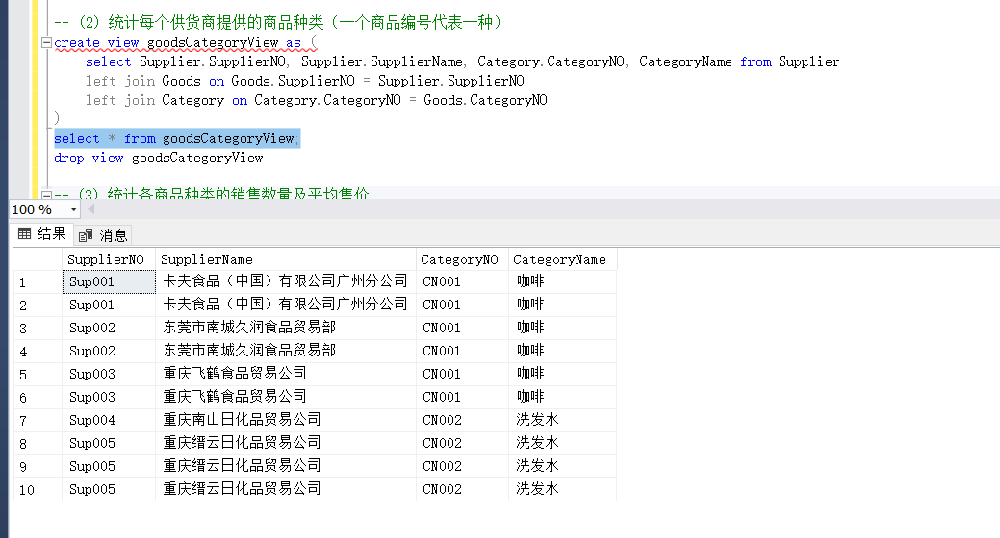 -- (2) 统计每个供货商提供的商品种类（一个商品编号代表一种）
create view goodsCategoryView as (
select Supplier.SupplierNO, Supplier.SupplierName, Category.CategoryNO, CategoryName from Supplier
left join Goods on Goods.SupplierNO = Supplier.SupplierNO
left join Category on Category.CategoryNO = Goods.CategoryNO
)
select * from goodsCategoryView;
drop view goodsCategoryView
-- (3) 统计各商品种类的销售数量及平均售价
100 %
结果 消息
SupplierNO SupplierName CategoryNO CategoryName
1 Sup001 卡夫食品（中国）有限公司广州分公司 CN001 咖啡
2 Sup001 卡夫食品（中国）有限公司广州分公司 CN001 咖啡
3 Sup002 东莞市南城久润食品贸易部 CN001 咖啡
4 Sup002 东莞市南城久润食品贸易部 CN001 咖啡
5 Sup003 重庆飞鹤食品贸易公司 CN001 咖啡
6 Sup003 重庆飞鹤食品贸易公司 CN001 咖啡
7 Sup004 重庆南山日化品贸易公司 CN002 洗发水
8 Sup005 重庆缙云日化品贸易公司 CN002 洗发水
9 Sup005 重庆缙云日化品贸易公司 CN002 洗发水
10 Sup005 重庆缙云日化品贸易公司 CN002 洗发水